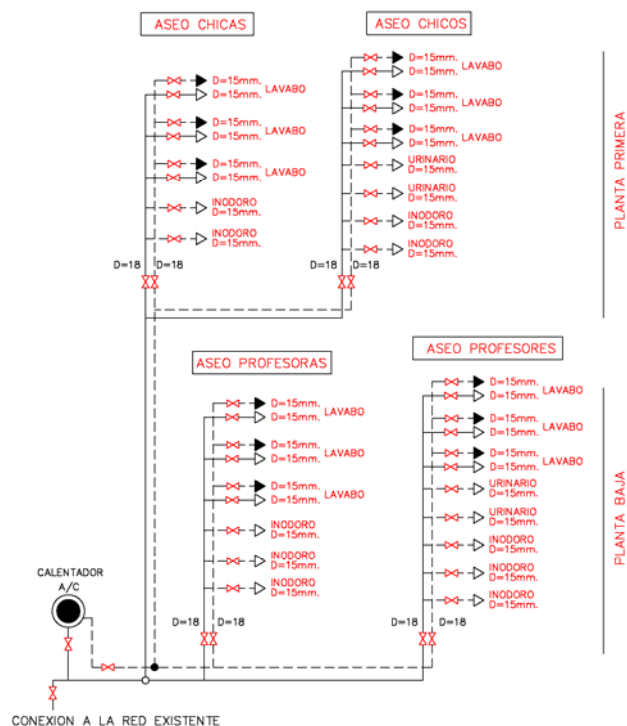 ASEO CHICAS
D=15mm.
LAVABO
D=15mm.
D=15mm.
LAVABO
D=15mm.
D=15mm.
LAVABO
D=15mm.
INODORO
D=15mm.
INODORO
D=15mm.
D=18
D=18
ASEO CHICOS
D=15mm.
LAVABO
D=15mm.
D=15mm.
LAVABO
D=15mm.
D=15mm.
LAVABO
D=15mm.
URINARIO
D=15mm.
URINARIO
D=15mm.
INODORO
D=15mm.
INODORO
D=15mm.
D=18
D=18
PLANTA PRIMERA
ASEO PROFESORAS
D=15mm.
LAVABO
D=15mm.
D=15mm.
LAVABO
D=15mm.
D=15mm.
LAVABO
D=15mm.
INODORO
D=15mm.
INODORO
D=15mm.
INODORO
D=15mm.
D=18
D=18
ASEO PROFESORES
D=15mm.
LAVABO
D=15mm.
D=15mm.
LAVABO
D=15mm.
D=15mm.
LAVABO
D=15mm.
URINARIO
D=15mm.
URINARIO
D=15mm.
INODORO
D=15mm.
INODORO
D=15mm.
INODORO
D=15mm.
D=18
D=18
PLANTA BAJA
CALENTADOR
A/C
CONEXION A LA RED EXISTENTE